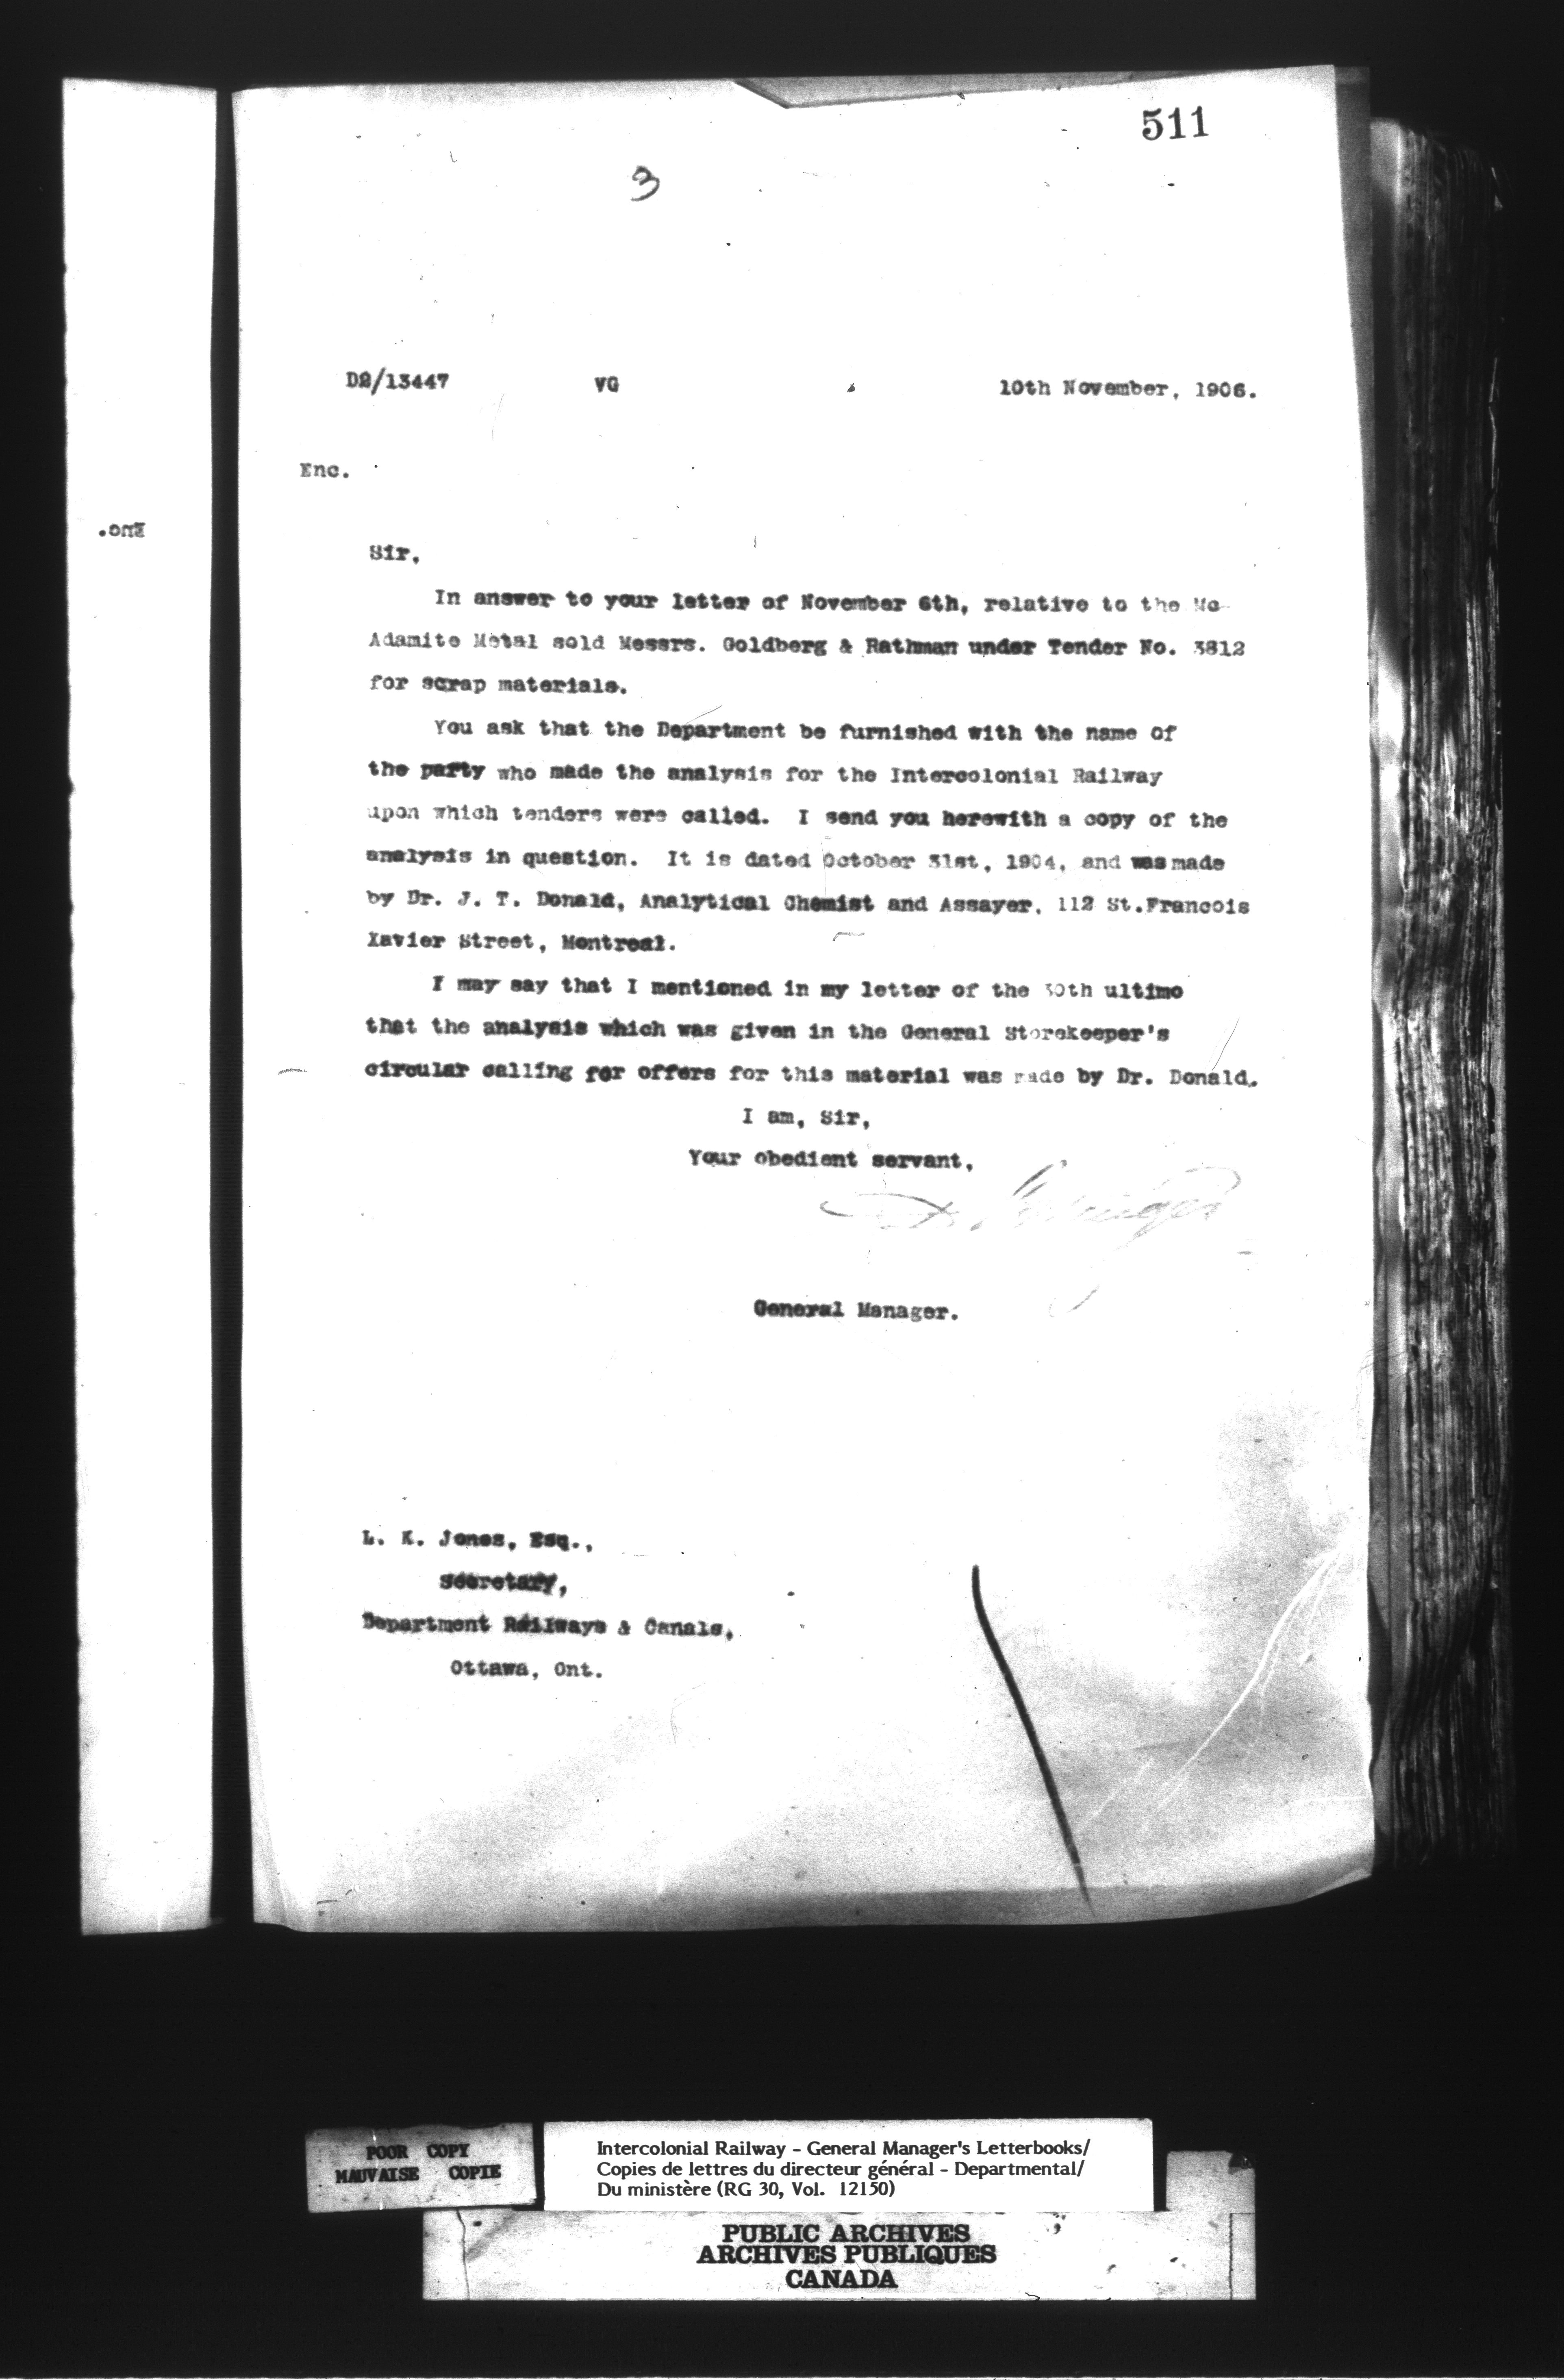 511
3
D2/13447 VG 10th November, 1906.
Enc.
Enc.
Sir,
In answer to your letter of November 6th, relative to the Mc-
Adamite Metal sold Messrs. Goldberg & Rathman under Tender No. 3812
for scrap materials.
You ask that the Department be furnished with the name of
the party who made the analysis for the Intercolonial Railway
upon which tenders were called. I send you herewith a copy of the
analysis in question. It is dated October 31st, 1904, and was made
by Dr. J. T. Donald, Analytical Chemist and Assayer, 112 St.Francois
Xavier Street, Montreal.
I may say that I mentioned in my letter of the 30th ultimo
that the analysis which was given in the General Storekeeper's
circular calling for offers for this material was made by Dr. Donald.
I am, Sir,
Your obedient servant,
General Manager.
L. K. Jones, Esq.,
Secretary,
Department Railways & Canals,
Ottawa, Ont.
POOR COPY
MAUVAISE COPIE
Intercolonial Railway - General Manager's Letterbooks/
Copies de lettres du directeur général - Departmental/
Du ministère (RG 30, Vol. 12150)
PUBLIC ARCHIVES
ARCHIVES PUBLIQUES
CANADA